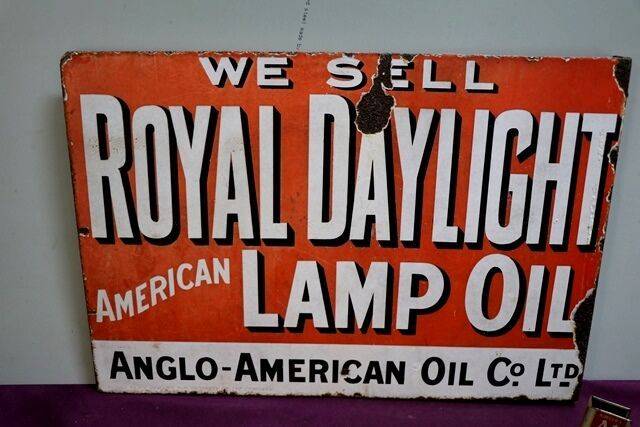 WE SELL
ROYAL DAYLIGHT
AMERICAN LAMP OIL
ANGLO-AMERICAN OIL Co LTD